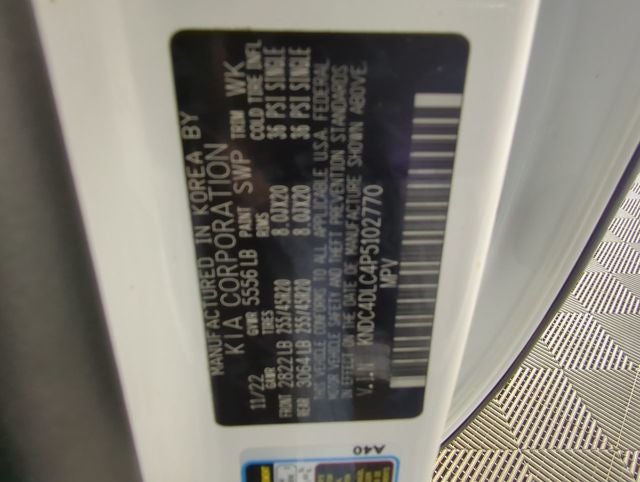 MANUFACTURED IN KOREA BY
KIA CORPORATION
11/22 GVWR 5556LB PAINT SWP TRIM WK
GAWR TIRES RIMS COLD TIRE INFL
FRONT 2822LB 255/45R20 8.0JX20 36 PSI SINGLE
REAR 3064LB 255/45R20 8.0JX20 36 PSI SINGLE
THIS VEHICLE CONFORMS TO ALL APPLICABLE U.S.A. FEDERAL
MOTOR VEHICLE SAFETY AND THEFT PREVENTION STANDARDS
IN EFFECT ON THE DATE OF MANUFACTURE SHOWN ABOVE.
V.I.N KNDC4DLC4P5102770
MPV
A40